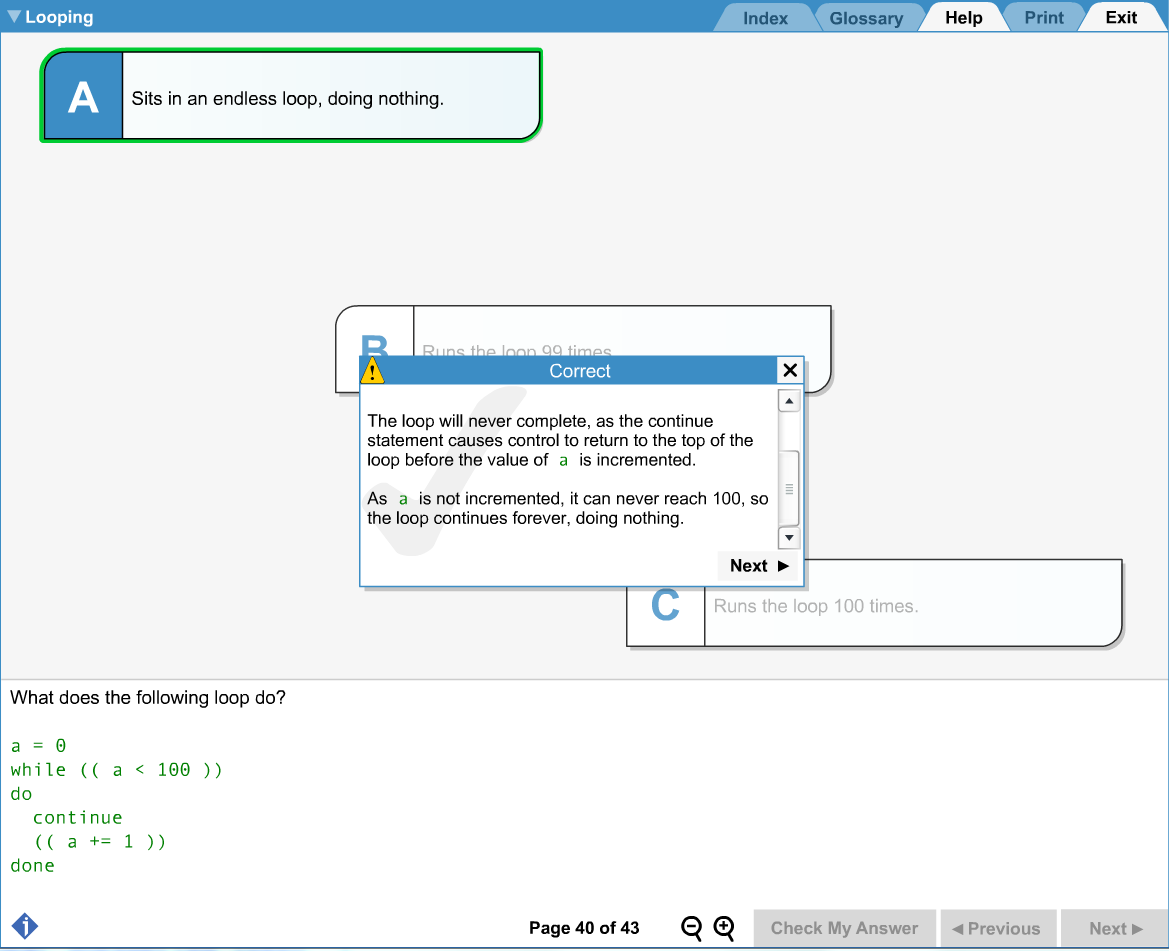 Looping
Index
Glossary
Help
Print
Exit
A
Sits in an endless loop, doing nothing.
B
Runs the loop 99 times.
Correct
The loop will never complete, as the continue
statement causes control to return to the top of the
loop before the value of a is incremented.
As a is not incremented, it can never reach 100, so
the loop continues forever, doing nothing.
Next
C
Runs the loop 100 times.
What does the following loop do?
a = 0
while (( a < 100 ))
do
continue
(( a += 1 ))
done
Page 40 of 43
Check My Answer
Previous
Next